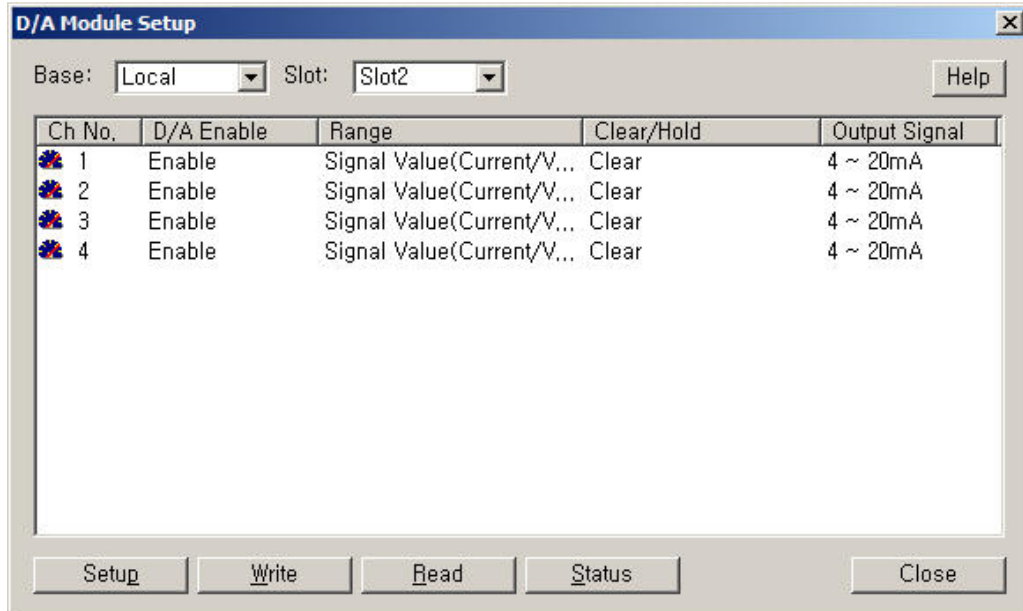 D/A Module Setup
Base: Local Slot: Slot2 Help
Ch No. D/A Enable Range Clear/Hold Output Signal
1 Enable Signal Value(Current/V... Clear 4 ~ 20mA
2 Enable Signal Value(Current/V... Clear 4 ~ 20mA
3 Enable Signal Value(Current/V... Clear 4 ~ 20mA
4 Enable Signal Value(Current/V... Clear 4 ~ 20mA
Setup Write Read Status Close